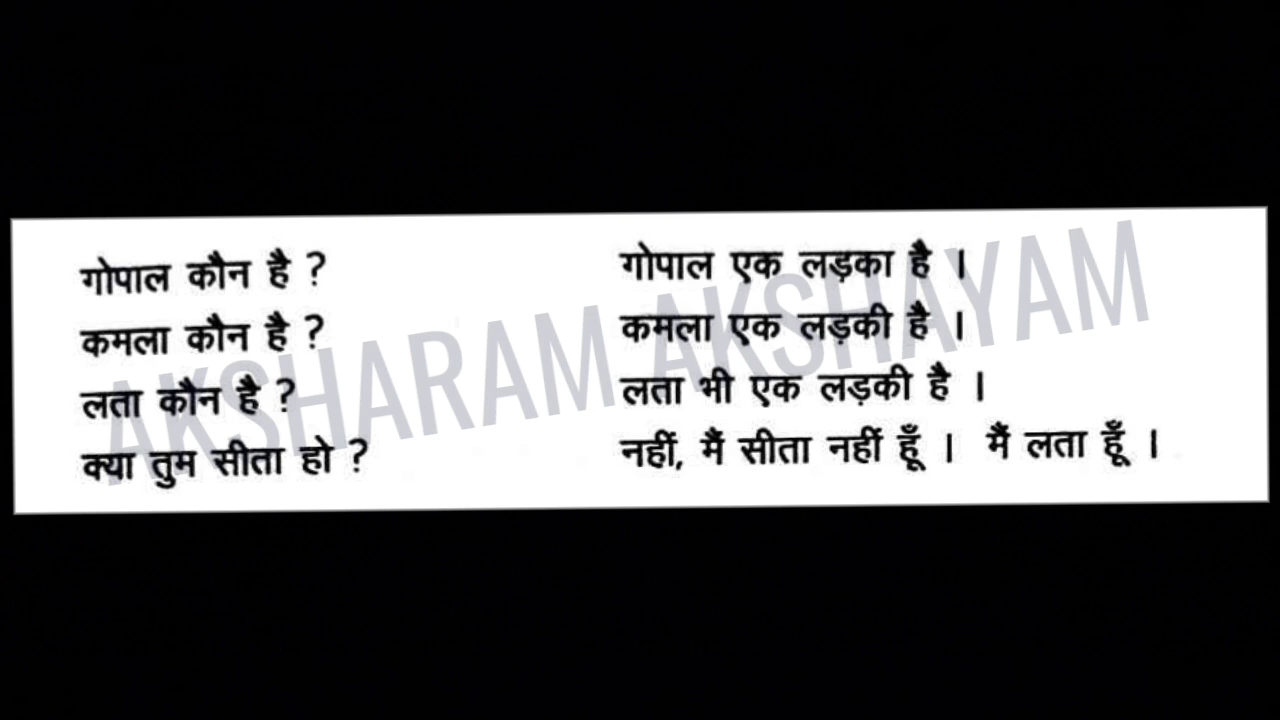 गोपाल कौन है ? गोपाल एक लड़का है ।
कमला कौन है ? कमला एक लड़की है ।
लता कौन है ? लता भी एक लड़की है ।
क्या तुम सीता हो ? नहीं, मैं सीता नहीं हूँ । मैं लता हूँ ।
AKSHARAM AKSHAYAM